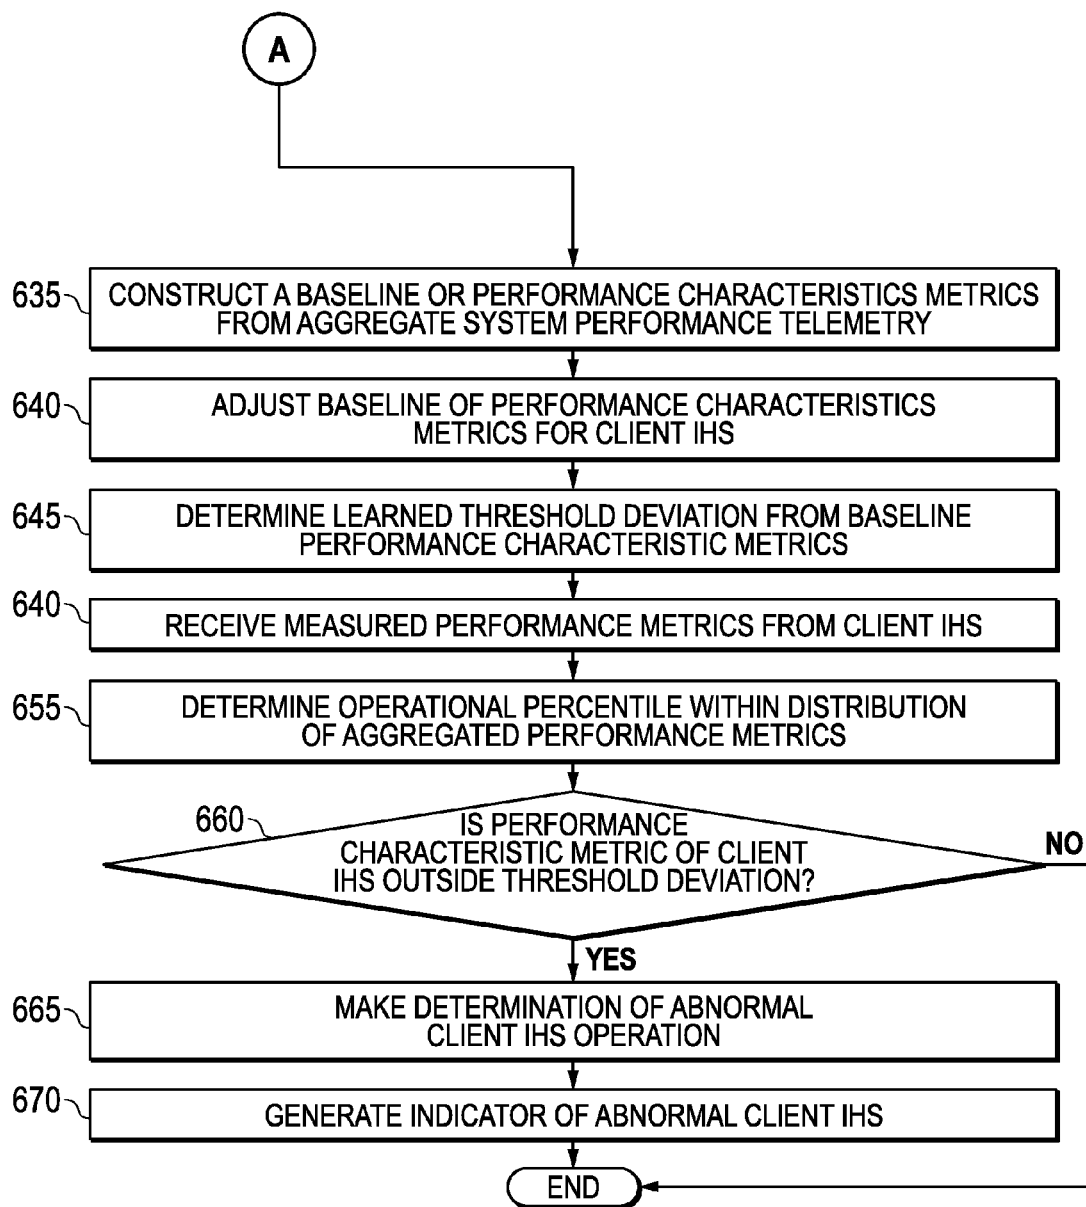 A
635
CONSTRUCT A BASELINE OR PERFORMANCE CHARACTERISTICS METRICS
FROM AGGREGATE SYSTEM PERFORMANCE TELEMETRY
640
ADJUST BASELINE OF PERFORMANCE CHARACTERISTICS
METRICS FOR CLIENT IHS
645
DETERMINE LEARNED THRESHOLD DEVIATION FROM BASELINE
PERFORMANCE CHARACTERISTIC METRICS
640
RECEIVE MEASURED PERFORMANCE METRICS FROM CLIENT IHS
655
DETERMINE OPERATIONAL PERCENTILE WITHIN DISTRIBUTION
OF AGGREGATED PERFORMANCE METRICS
660
IS PERFORMANCE
CHARACTERISTIC METRIC OF CLIENT
IHS OUTSIDE THRESHOLD DEVIATION?
NO
YES
665
MAKE DETERMINATION OF ABNORMAL
CLIENT IHS OPERATION
670
GENERATE INDICATOR OF ABNORMAL CLIENT IHS
END